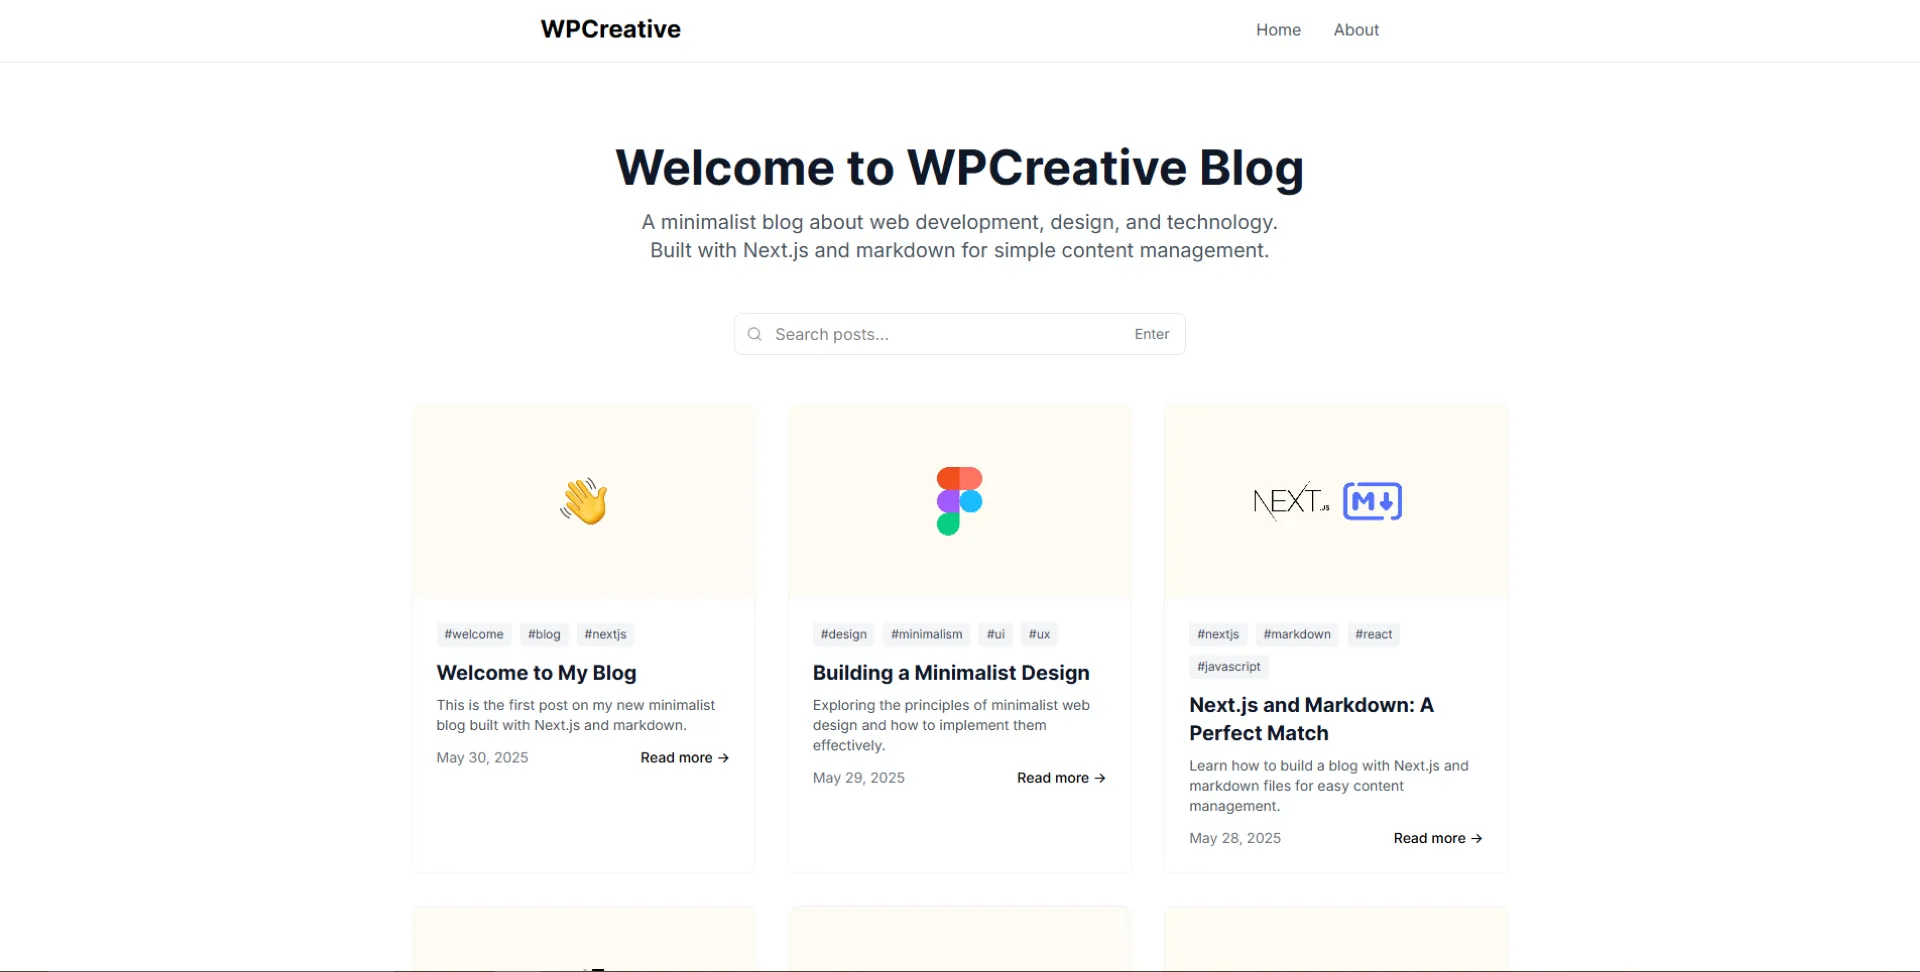 WPCreative
Home
About
Welcome to WPCreative Blog
A minimalist blog about web development, design, and technology.
Built with Next.js and markdown for simple content management.
Search posts...
Enter
#welcome
#blog
#nextjs
Welcome to My Blog
This is the first post on my new minimalist
blog built with Next.js and markdown.
May 30, 2025
Read more →
#design
#minimalism
#ui
#ux
Building a Minimalist Design
Exploring the principles of minimalist web
design and how to implement them
effectively.
May 29, 2025
Read more →
NEXT.JS
M↓
#nextjs
#markdown
#react
#javascript
Next.js and Markdown: A
Perfect Match
Learn how to build a blog with Next.js and
markdown files for easy content
management.
May 28, 2025
Read more →